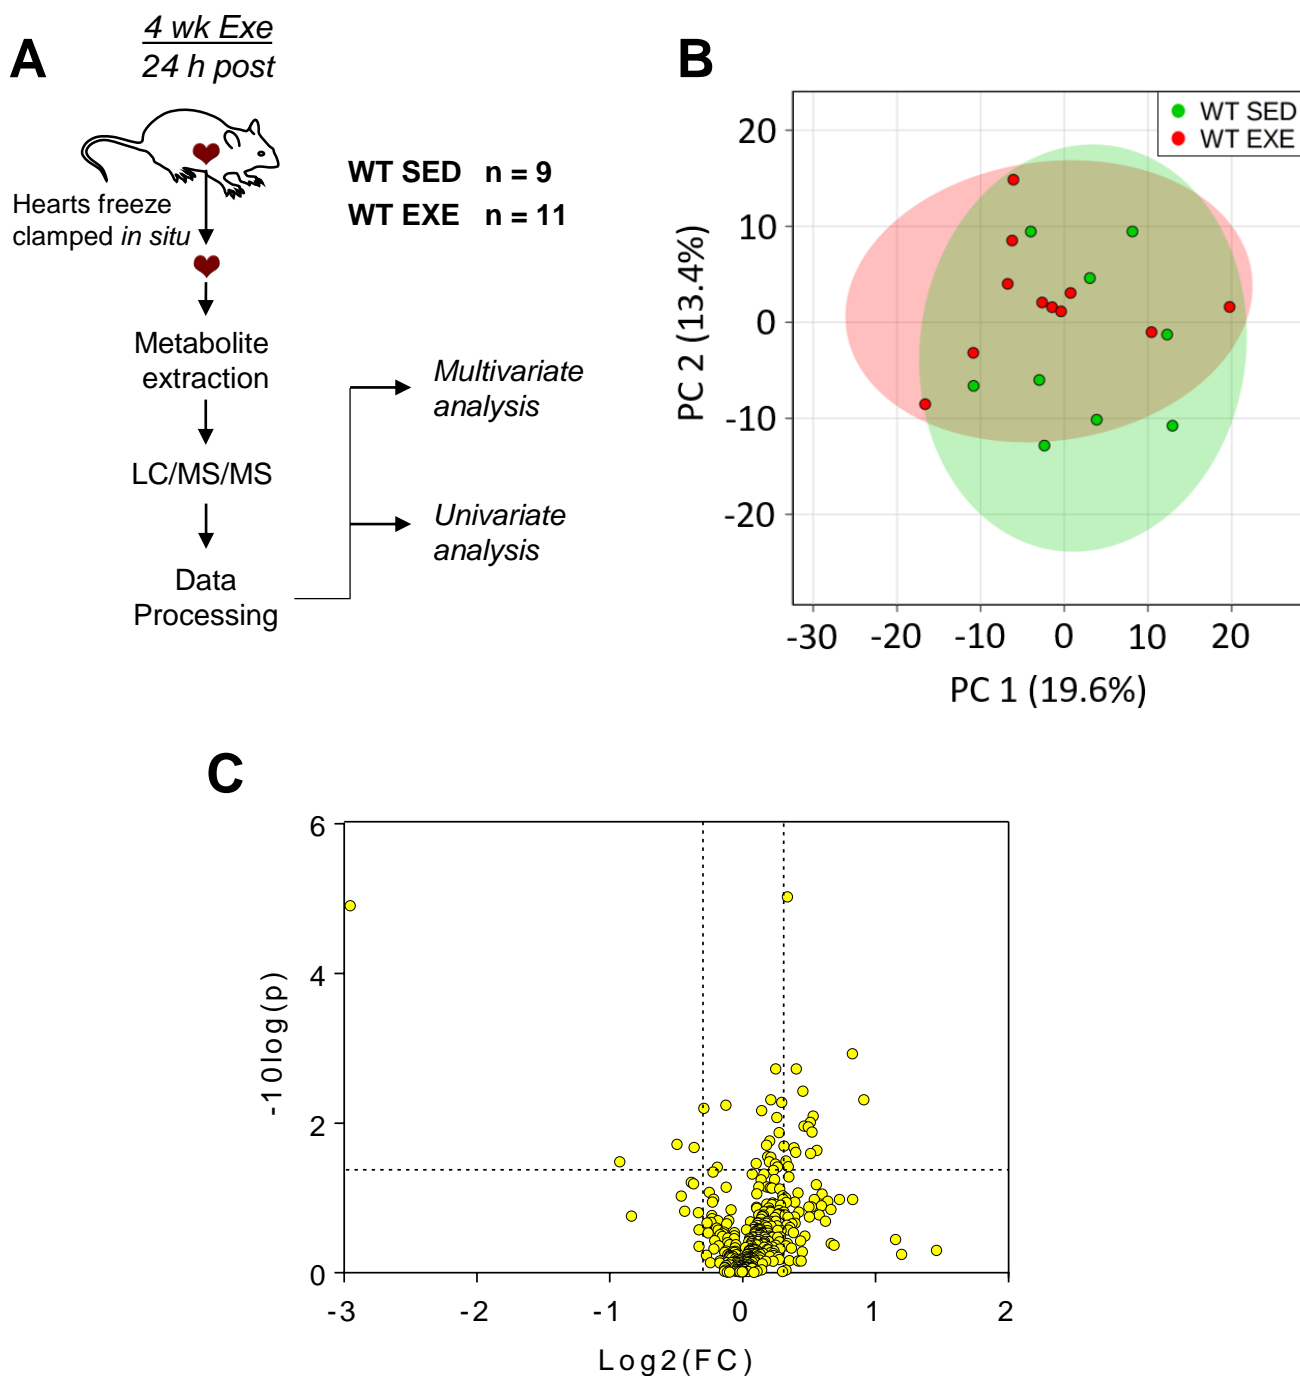 A
4 wk Exe
24 h post
Hearts freeze
clamped in situ
WT SED n = 9
WT EXE n = 11
Metabolite
extraction
LC/MS/MS
Data
Processing
Multivariate
analysis
Univariate
analysis
B
WT SED
WT EXE
20
10
0
-10
-20
PC 2 (13.4%)
-30 -20 -10 0 10 20
PC 1 (19.6%)
C
6
4
2
0
-10log(p)
-3 -2 -1 0 1 2
Log2(FC)